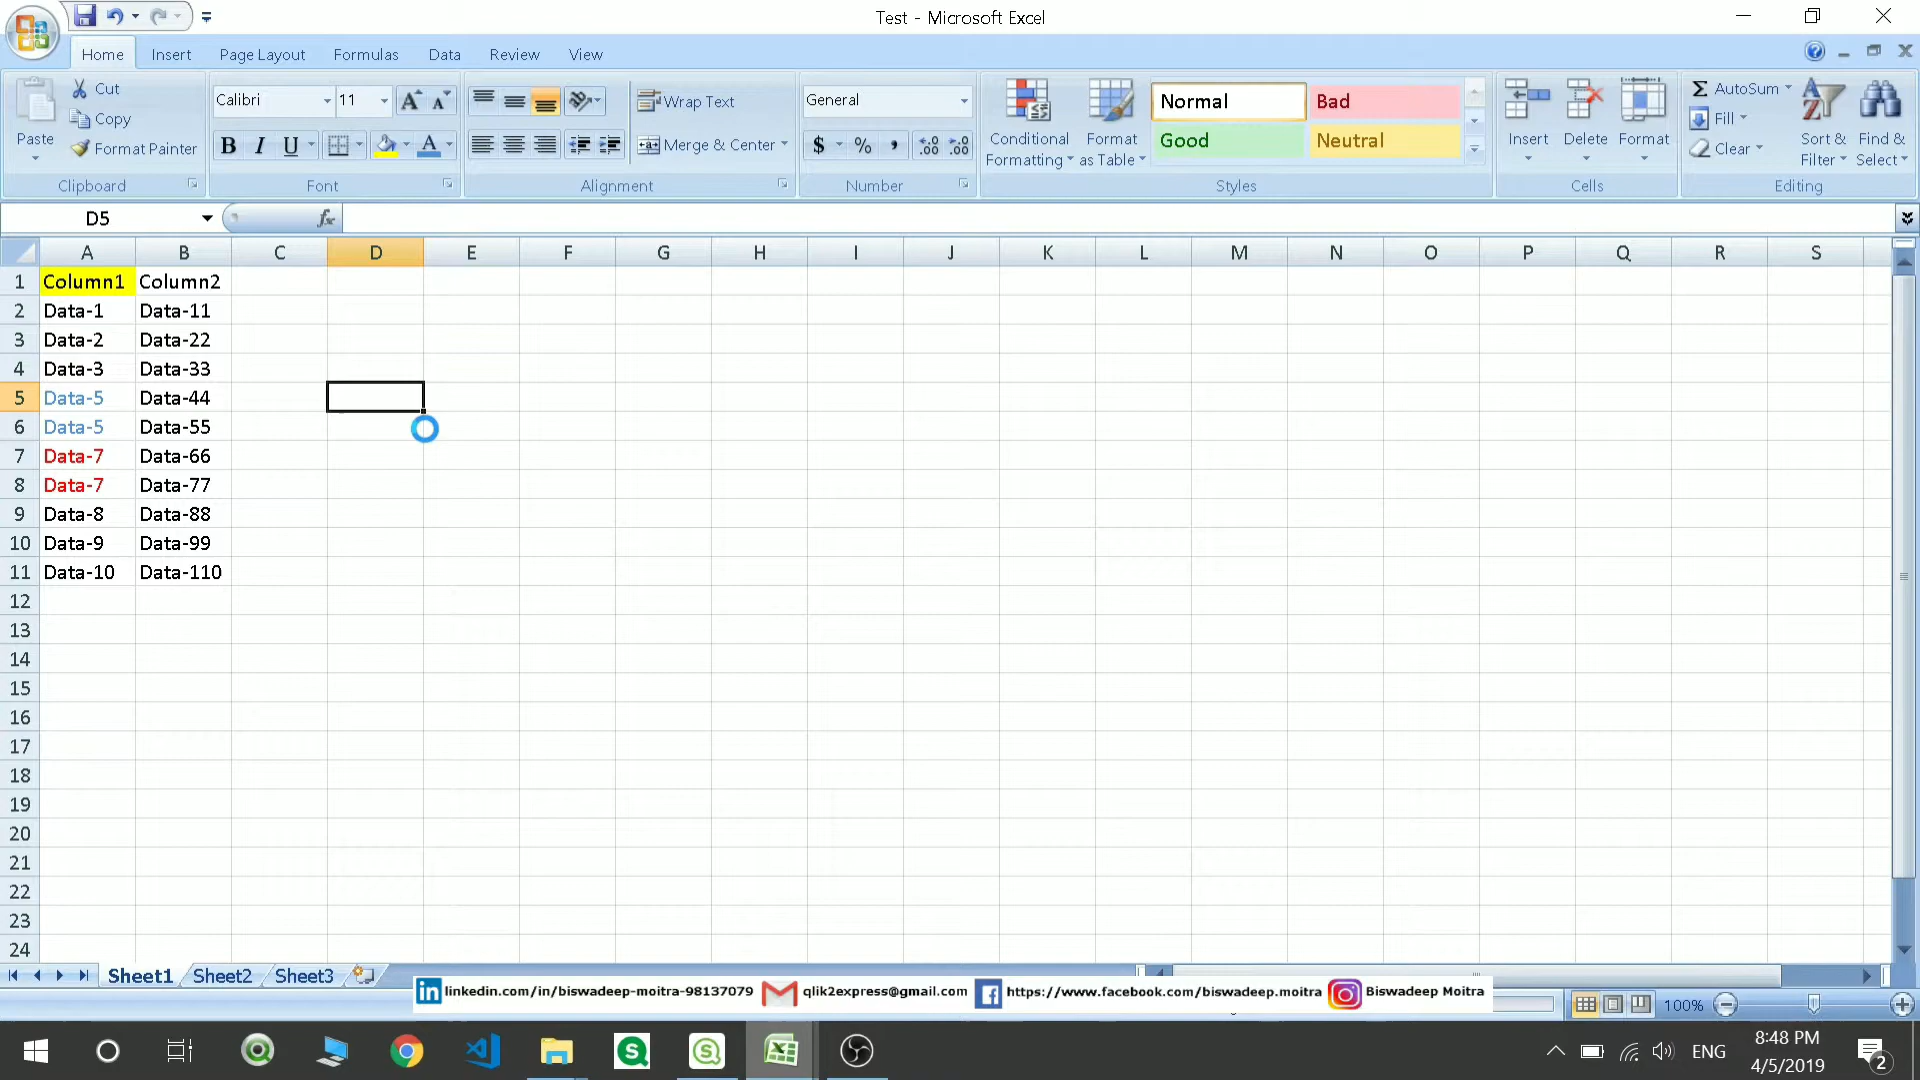 Test - Microsoft Excel
Home Insert Page Layout Formulas Data Review View
Paste
Cut
Copy
Format Painter
Clipboard
Calibri 11
B I U
Font
Wrap Text
Merge & Center
Alignment
General
$ % ,
Number
Conditional Formatting
Format as Table
Normal Bad
Good Neutral
Styles
Insert Delete Format
Cells
Σ AutoSum
Fill
Clear
Sort & Filter
Find & Select
Editing
D5 fx
A B C D E F G H I J K L M N O P Q R S
1 Column1 Column2
2 Data-1 Data-11
3 Data-2 Data-22
4 Data-3 Data-33
5 Data-5 Data-44
6 Data-5 Data-55
7 Data-7 Data-66
8 Data-7 Data-77
9 Data-8 Data-88
10 Data-9 Data-99
11 Data-10 Data-110
12
13
14
15
16
17
18
19
20
21
22
23
24
Sheet1 Sheet2 Sheet3
linkedin.com/in/biswadeep-moitra-98137079 qlik2express@gmail.com https://www.facebook.com/biswadeep.moitra Biswadeep Moitra
100%
ENG
8:48 PM
4/5/2019
2